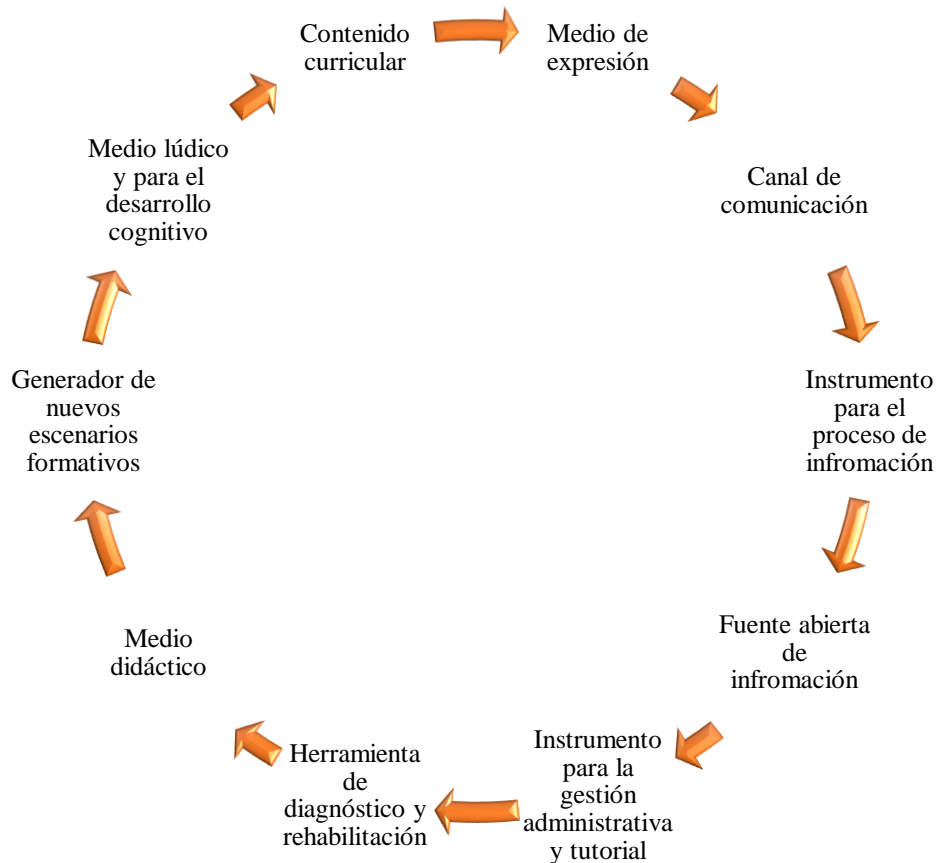 Contenido
curricular
Medio de
expresión
Canal de
comunicación
Instrumento
para el
proceso de
infromación
Fuente abierta
de
infromación
Instrumento
para la
gestión
administrativa
y tutorial
Herramienta
de
diagnóstico y
rehabilitación
Medio
didáctico
Generador de
nuevos
escenarios
formativos
Medio lúdico
y para el
desarrollo
cognitivo